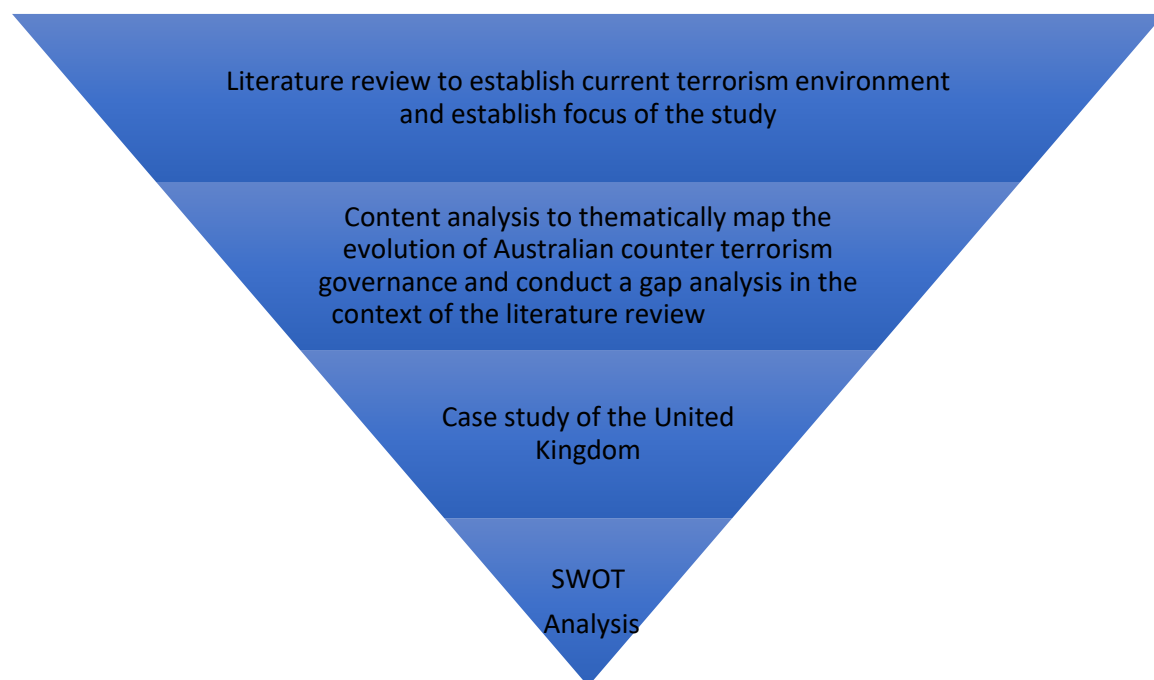 Literature review to establish current terrorism environment
and establish focus of the study
Content analysis to thematically map the
evolution of Australian counter terrorism
governance and conduct a gap analysis in the
context of the literature review
Case study of the United
Kingdom
SWOT
Analysis